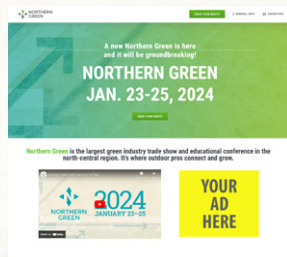 NORTHERN
GREEN
GENERAL INFO
A new Northern Green is here
and it will be groundbreaking!
NORTHERN GREEN
JAN. 23-25, 2024
Northern Green is the largest green industry trade show and educational conference in the
north-central region. It's where outdoor pros connect and grow.
NORTHERN
GREEN
2024
JANUARY 23-25
YOUR
AD
HERE